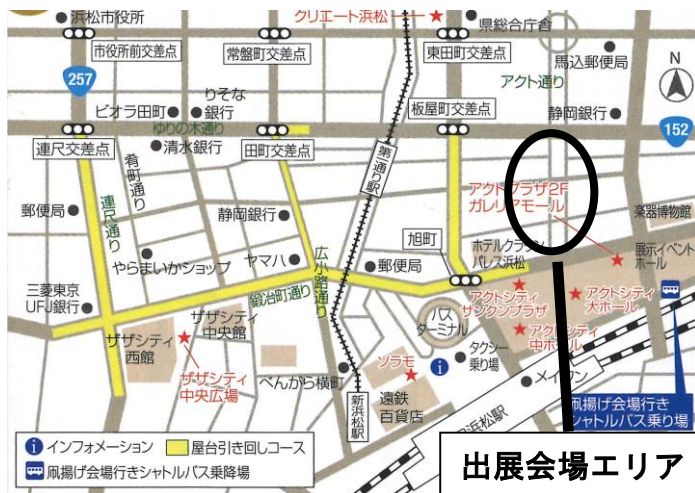 浜松市役所
クリエート浜松
県総合庁舎
市役所前交差点
常盤町交差点
東田町交差点
馬込郵便局
アクト通り
N
257
ビオラ田町
りそな
銀行
ゆりの木通り
板屋町交差点
静岡銀行
152
連尺交差点
清水銀行
田町交差点
第一通り駅
肴町通り
アクトプラザ2F
ガレリアモール
郵便局
連尺通り
静岡銀行
楽器博物館
旭町
やらまいかショップ
ヤマハ
広小路通り
郵便局
ホテルクラウン
パレス浜松
展示イベント
ホール
三菱東京
UFJ銀行
鍛冶町通り
アクトシティ
サンクンプラザ
アクトシティ
大ホール
ザザシティ
西館
ザザシティ
中央館
バス
ターミナル
アクトシティ
中ホール
ザザシティ
中央広場
べんがら横町
ソラモ
i
タクシー
乗り場
メイワン
新浜松駅
遠鉄
百貨店
浜松駅
凧揚げ会場行き
シャトルバス乗り場
i インフォメーション
屋台引き回しコース
凧揚げ会場行きシャトルバス乗降場
出展会場エリア